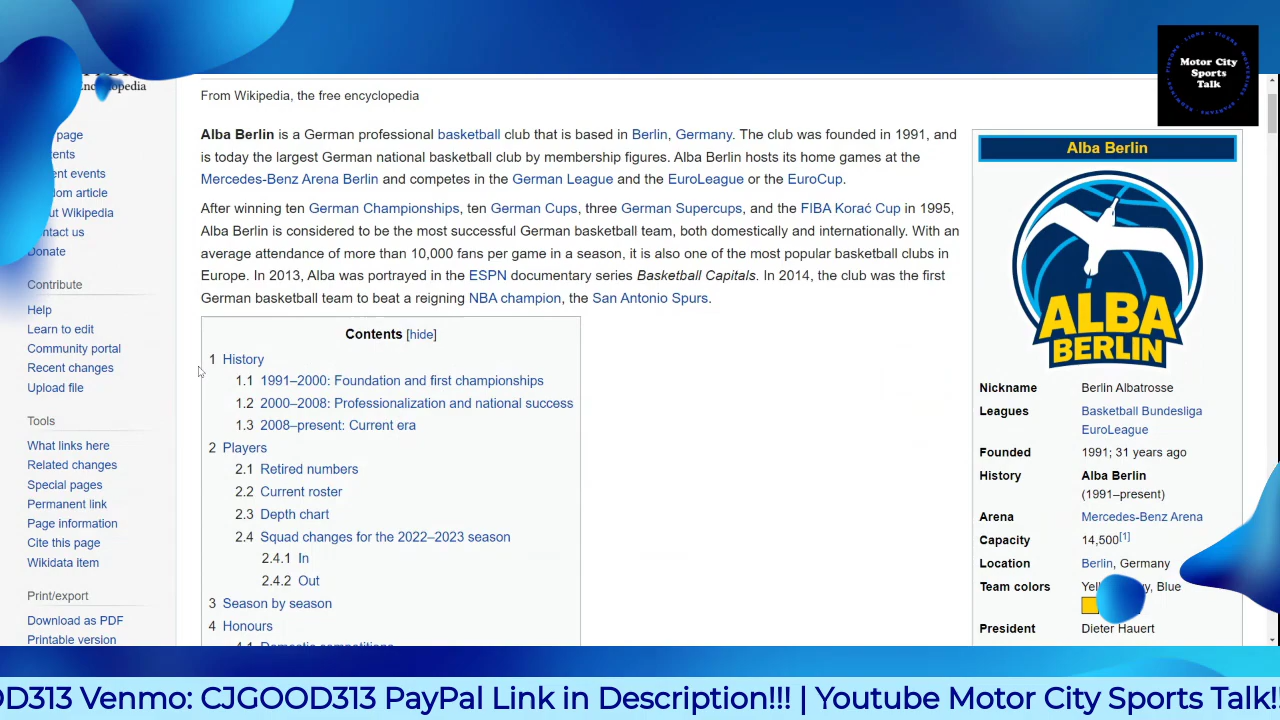 Motor City
Sports
Talk
From Wikipedia, the free encyclopedia
Alba Berlin is a German professional basketball club that is based in Berlin, Germany. The club was founded in 1991, and
is today the largest German national basketball club by membership figures. Alba Berlin hosts its home games at the
Mercedes-Benz Arena Berlin and competes in the German League and the EuroLeague or the EuroCup.
After winning ten German Championships, ten German Cups, three German Supercups, and the FIBA Korać Cup in 1995,
Alba Berlin is considered to be the most successful German basketball team, both domestically and internationally. With an
average attendance of more than 10,000 fans per game in a season, it is also one of the most popular basketball clubs in
Europe. In 2013, Alba was portrayed in the ESPN documentary series Basketball Capitals. In 2014, the club was the first
German basketball team to beat a reigning NBA champion, the San Antonio Spurs.
Contents [hide]
1 History
1.1 1991–2000: Foundation and first championships
1.2 2000–2008: Professionalization and national success
1.3 2008–present: Current era
2 Players
2.1 Retired numbers
2.2 Current roster
2.3 Depth chart
2.4 Squad changes for the 2022–2023 season
2.4.1 In
2.4.2 Out
3 Season by season
4 Honours
4.1 Domestic competitions
page
events
article
Wikipedia
us
Donate
Contribute
Help
Learn to edit
Community portal
Recent changes
Upload file
Tools
What links here
Related changes
Special pages
Permanent link
Page information
Cite this page
Wikidata item
Print/export
Download as PDF
Printable version
Alba Berlin
ALBA
BERLIN
Nickname Berlin Albatrosse
Leagues Basketball Bundesliga
EuroLeague
Founded 1991; 31 years ago
History Alba Berlin
(1991–present)
Arena Mercedes-Benz Arena
Capacity 14,500[1]
Location Berlin, Germany
Team colors Blue
President Dieter Hauert
OD313 Venmo: CJGOOD313 PayPal Link in Description!!! | Youtube Motor City Sports Talk!